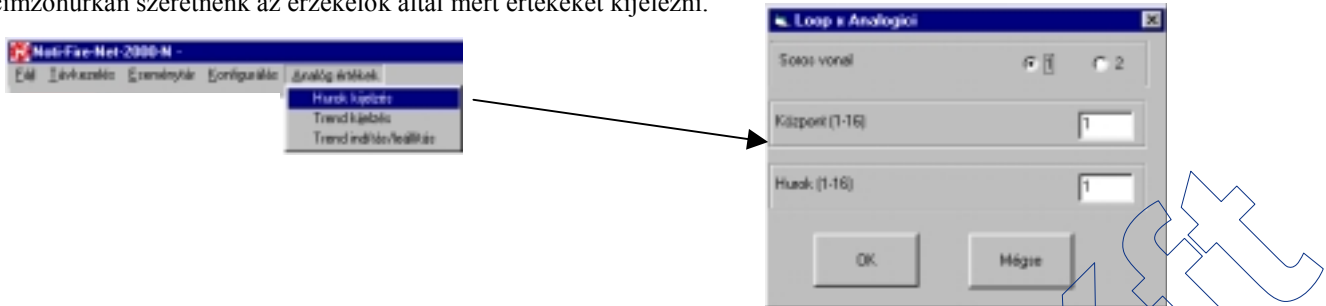 címzőhurkán szeretnénk az érzékelők által mért értékeket kijelezni.
Noti-Fire-Net-2000-N -
Fájl Távkezelés Eseménytár Konfigurálás Analóg értékek
Hurok kijelzés
Trend kijelzés
Trend indítás/leállítás
Loop x Analogici
Soros vonal 1 2
Központ (1-16) 1
Hurok (1-16) 1
OK Mégse